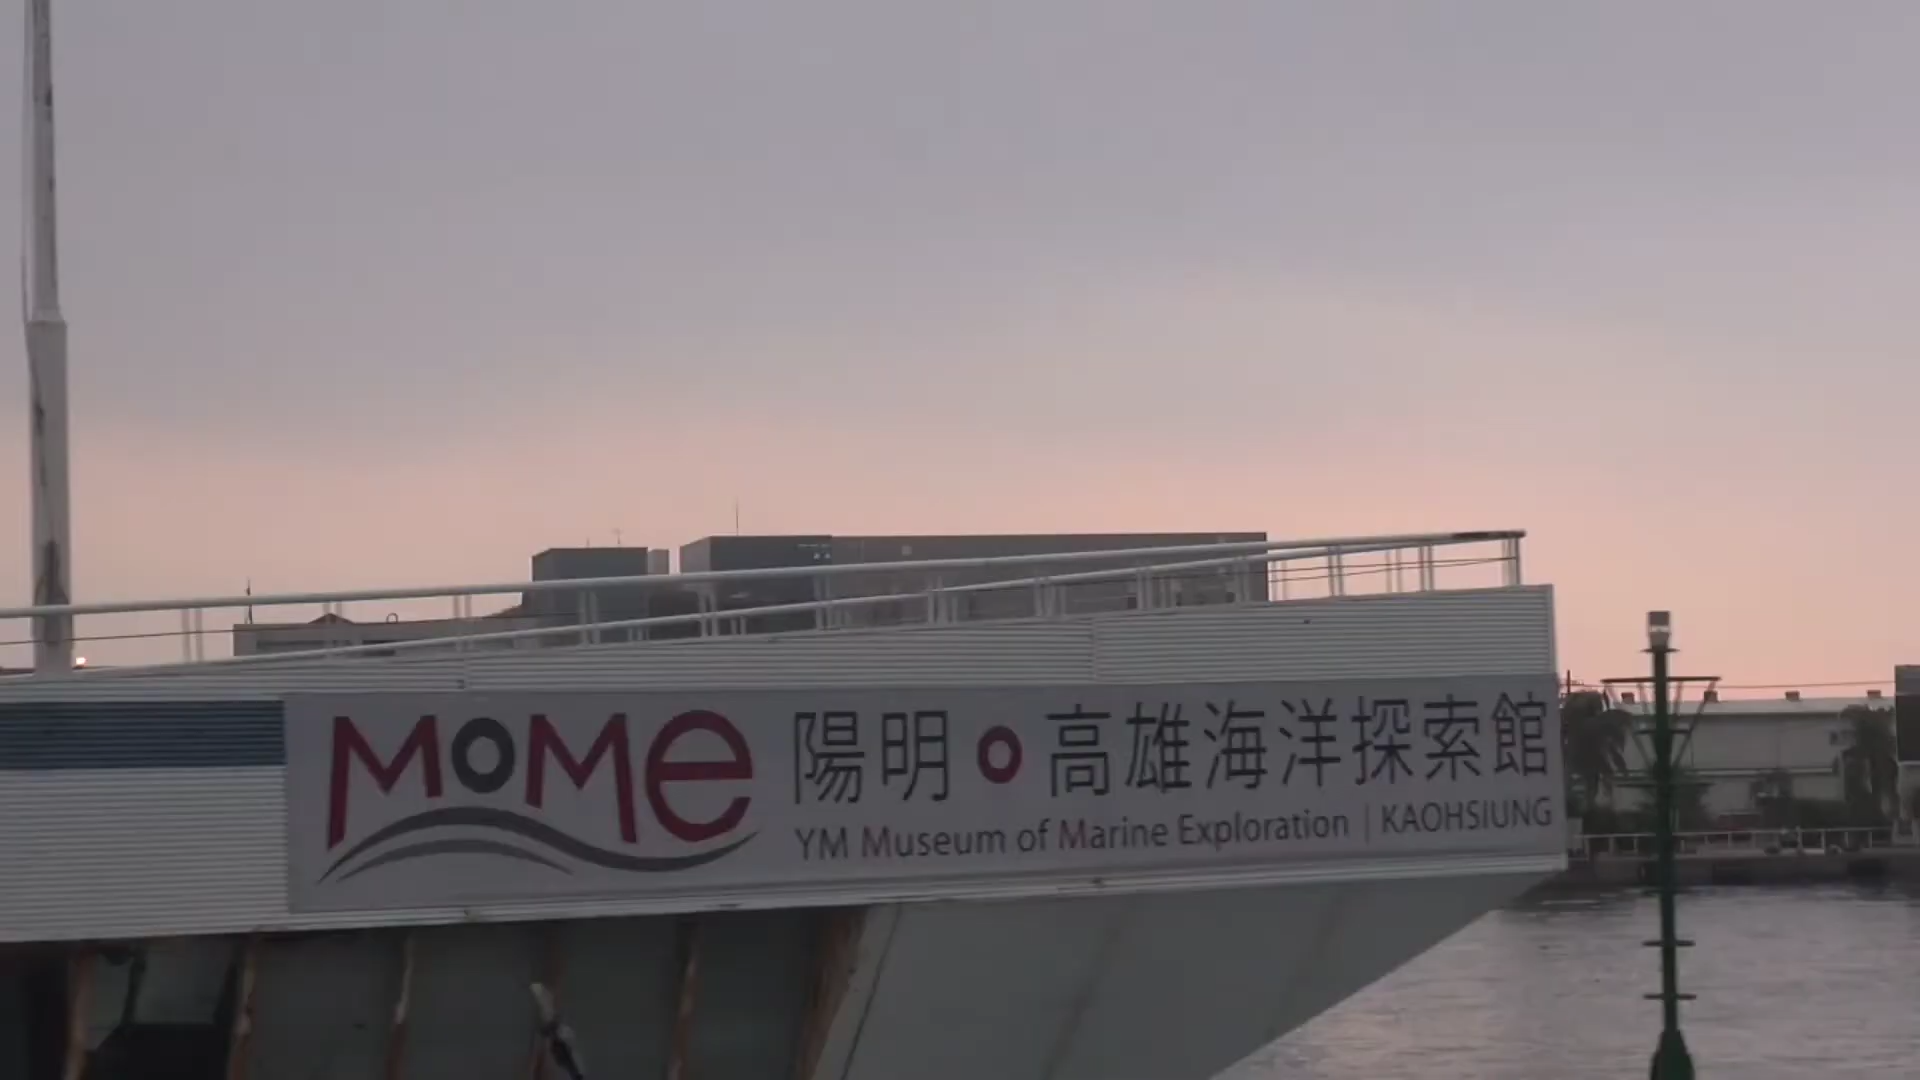 MOMe
陽明 o 高雄海洋探索館
YM Museum of Marine Exploration | KAOHSIUNG